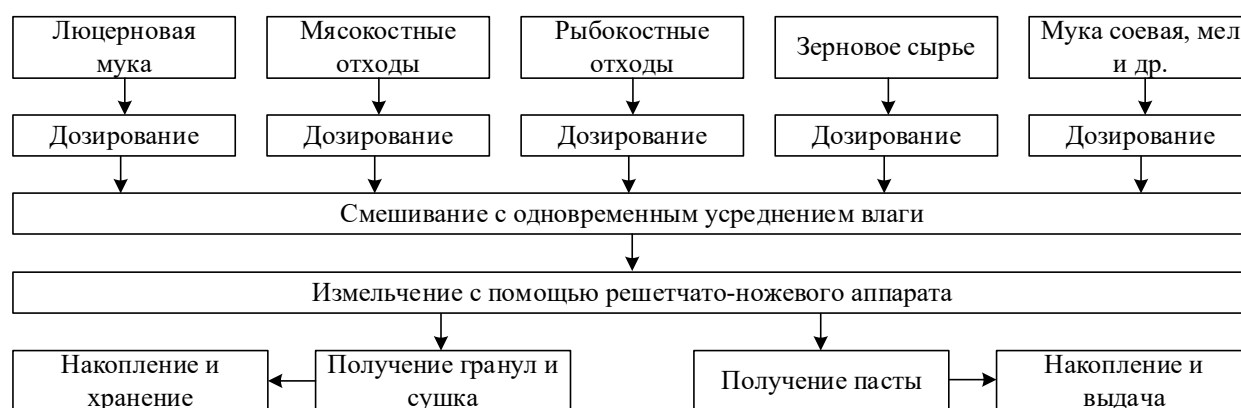 Люцерновая
мука
Мясокостные
отходы
Рыбокостные
отходы
Зерновое сырье
Мука соевая, мел
и др.
Дозирование
Дозирование
Дозирование
Дозирование
Дозирование
Смешивание с одновременным усреднением влаги
Измельчение с помощью решетчато-ножевого аппарата
Накопление и
хранение
Получение гранул и
сушка
Получение пасты
Накопление и
выдача